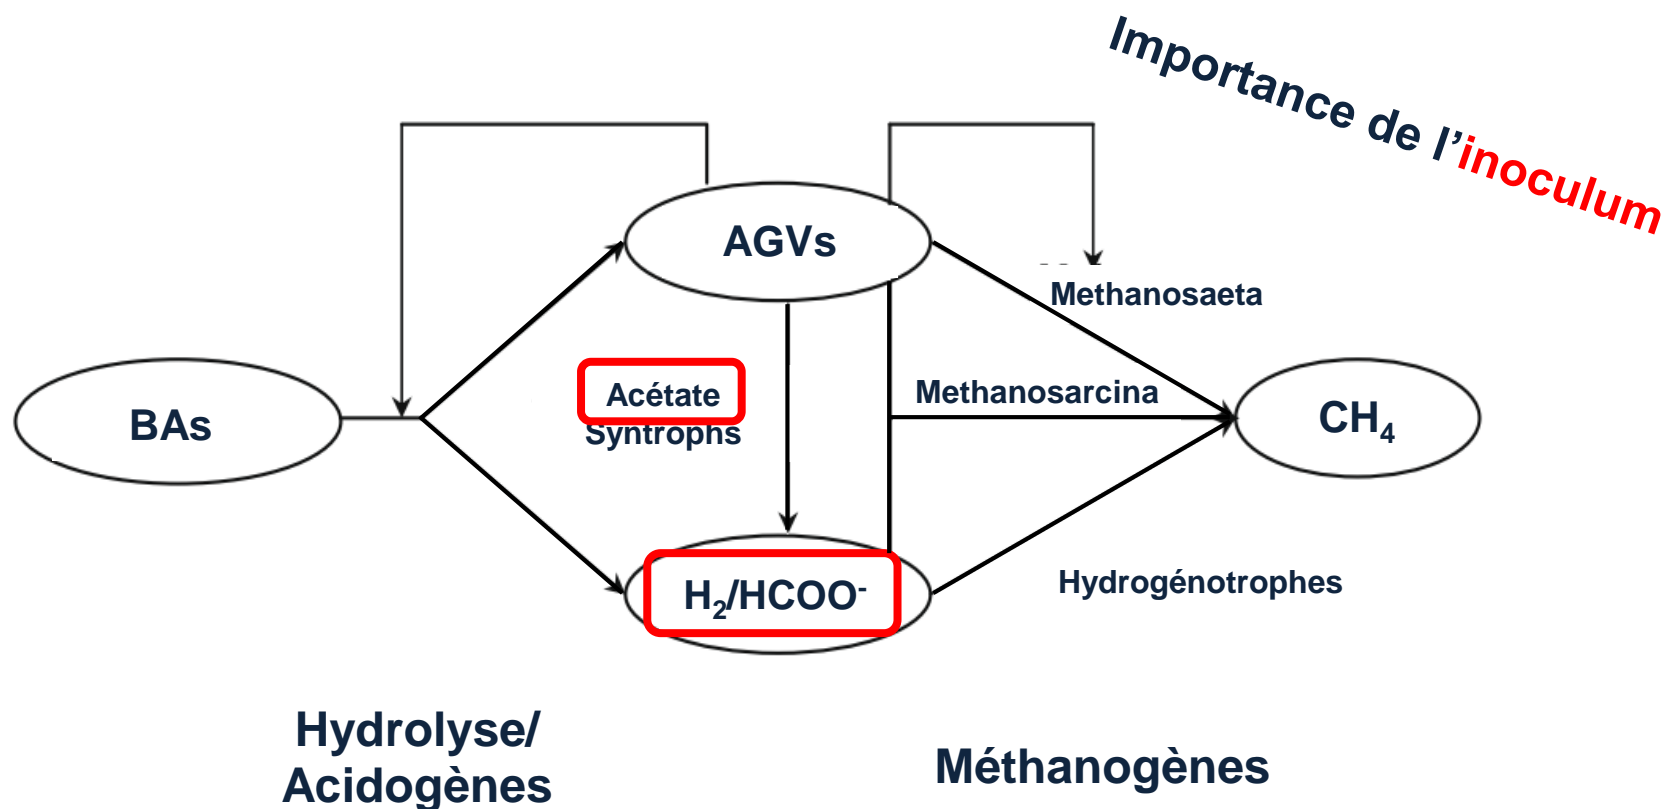 Importance de l’inoculum
AGVs
Methanosaeta
Acétate
Syntrophs
Methanosarcina
BAs
CH₄
H₂/HCOO⁻
Hydrogénotrophes
Hydrolyse/
Acidogènes
Méthanogènes